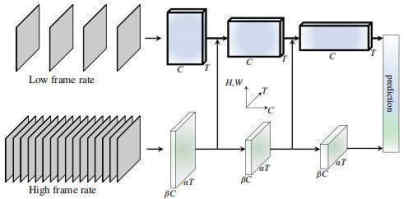 C
T
C
T
C
T
Low frame rate
H,W
T
C
prediction
High frame rate
αT
βC
αT
βC
αT
βC